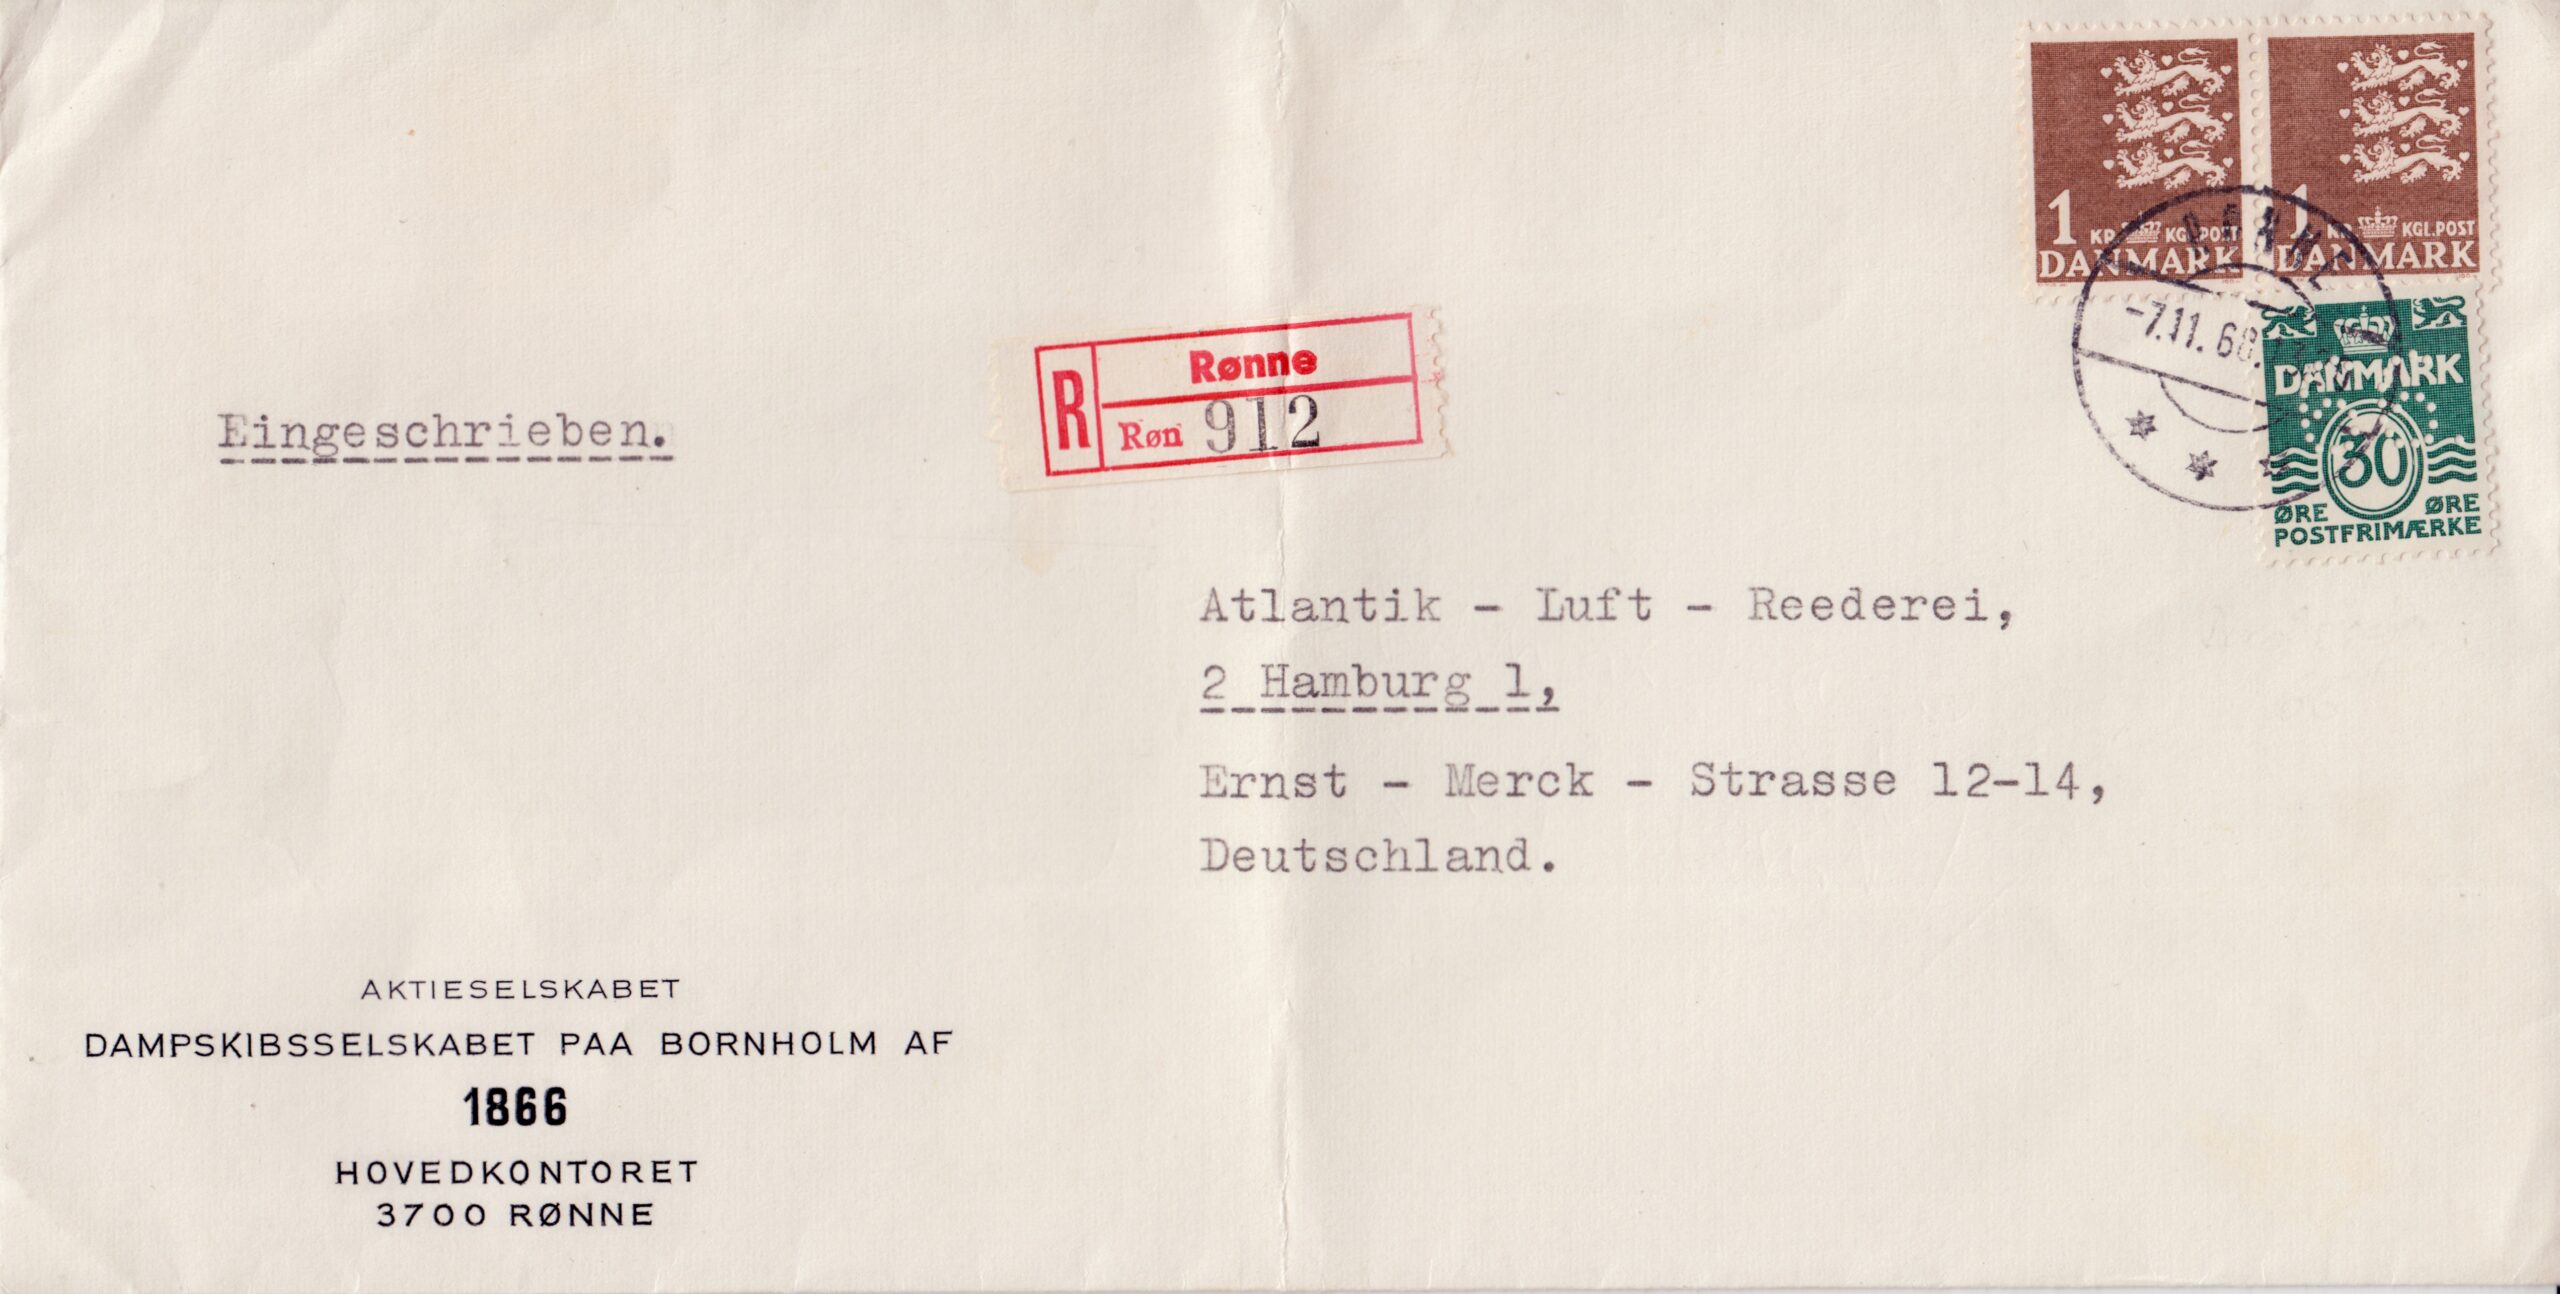 1 KR. KGL.POST
DANMARK
1 KR. KGL.POST
DANMARK
-7.11.68.
DANMARK
30
ØRE ØRE
POSTFRIMÆRKE
R
Rønne
Røn 912
Eingeschrieben.
Atlantik - Luft - Reederei,
2 Hamburg 1,
Ernst - Merck - Strasse 12-14,
Deutschland.
AKTIESELSKABET
DAMPSKIBSSELSKABET PAA BORNHOLM AF
1866
HOVEDKONTORET
3700 RØNNE